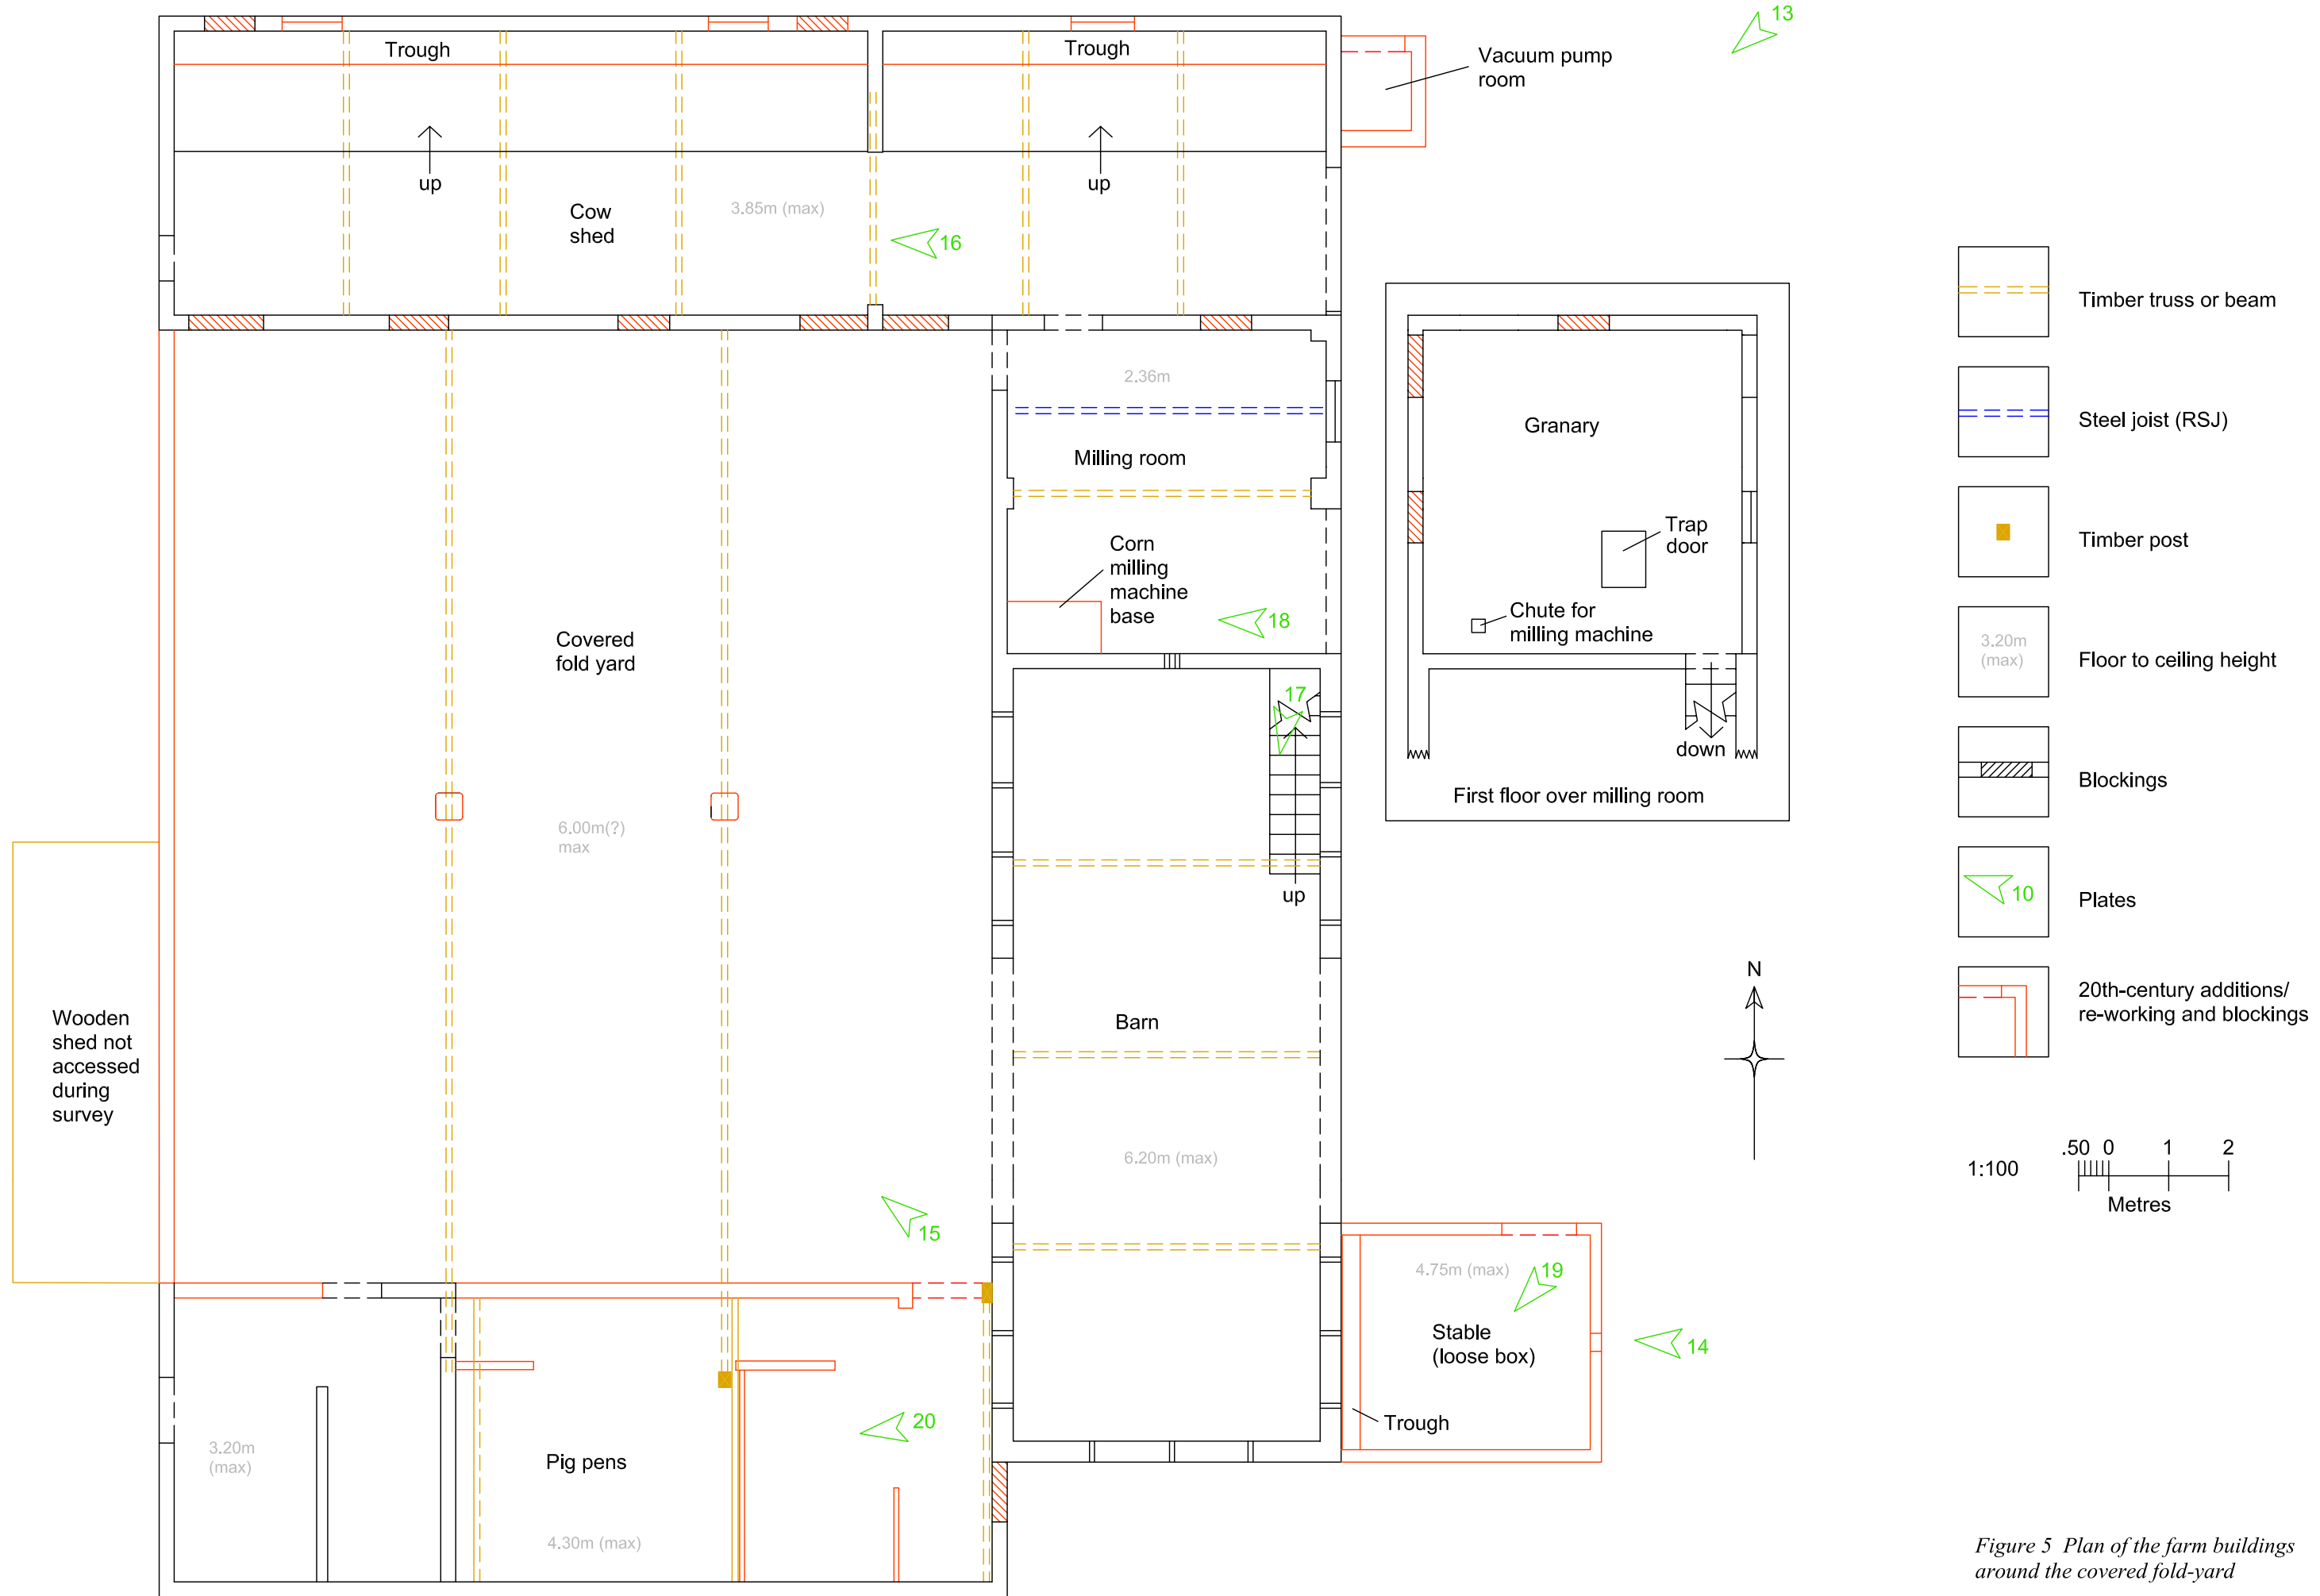 Trough
Trough
13
Vacuum pump
room
up
up
Cow
shed
3.85m (max)
16
Timber truss or beam
2.36m
Steel joist (RSJ)
Granary
Milling room
Trap
door
Timber post
Corn
milling
machine
base
Chute for
milling machine
18
Covered
fold yard
3.20m
(max)
Floor to ceiling height
17
down
First floor over milling room
Blockings
6.00m(?)
max
up
10
Plates
N
Wooden
shed not
accessed
during
survey
Barn
20th-century additions/
re-working and blockings
6.20m (max)
1:100
.50 0 1 2
Metres
15
4.75m (max)
19
Stable
(loose box)
14
Trough
20
3.20m
(max)
Pig pens
4.30m (max)
Figure 5 Plan of the farm buildings
around the covered fold-yard